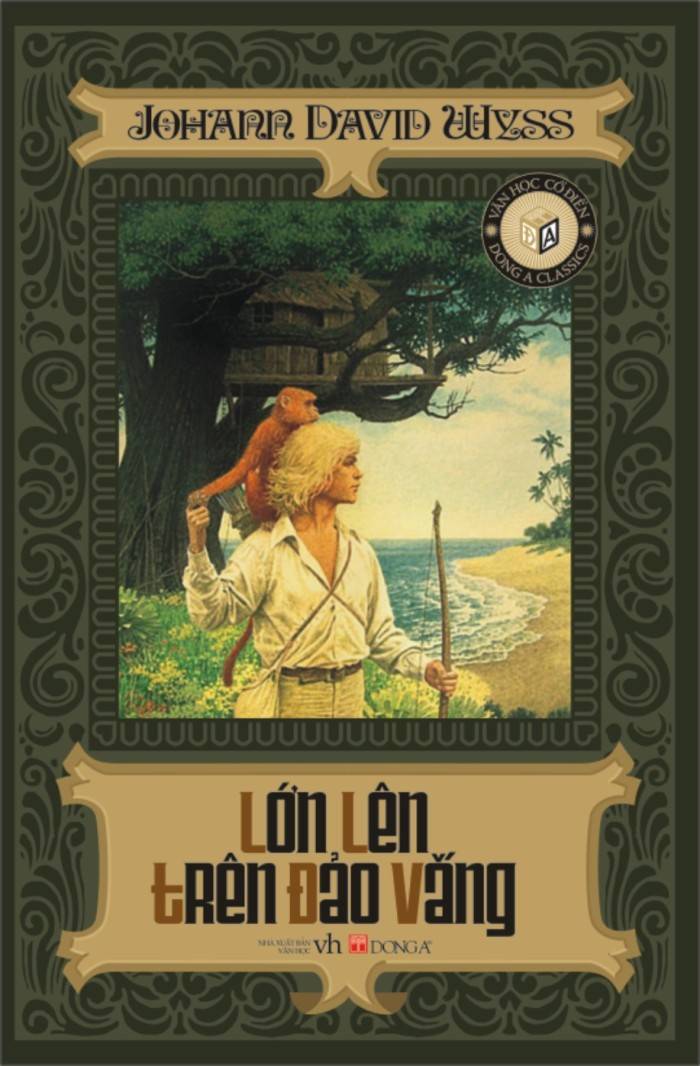 JOHANN DAVID WYSS
VĂN HỌC CỔ ĐIỂN
Đ A
DONG A CLASSICS
LỚN LÊN
TRÊN ĐẢO VẮNG
NHÀ XUẤT BẢN
VĂN HỌC
vh
DONG A